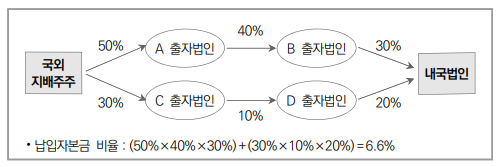 40%
50%
A 출자법인
B 출자법인
30%
국외
지배주주
내국법인
30%
C 출자법인
D 출자법인
20%
10%
• 납입자본금 비율 : (50%×40%×30%)+(30%×10%×20%)=6.6%